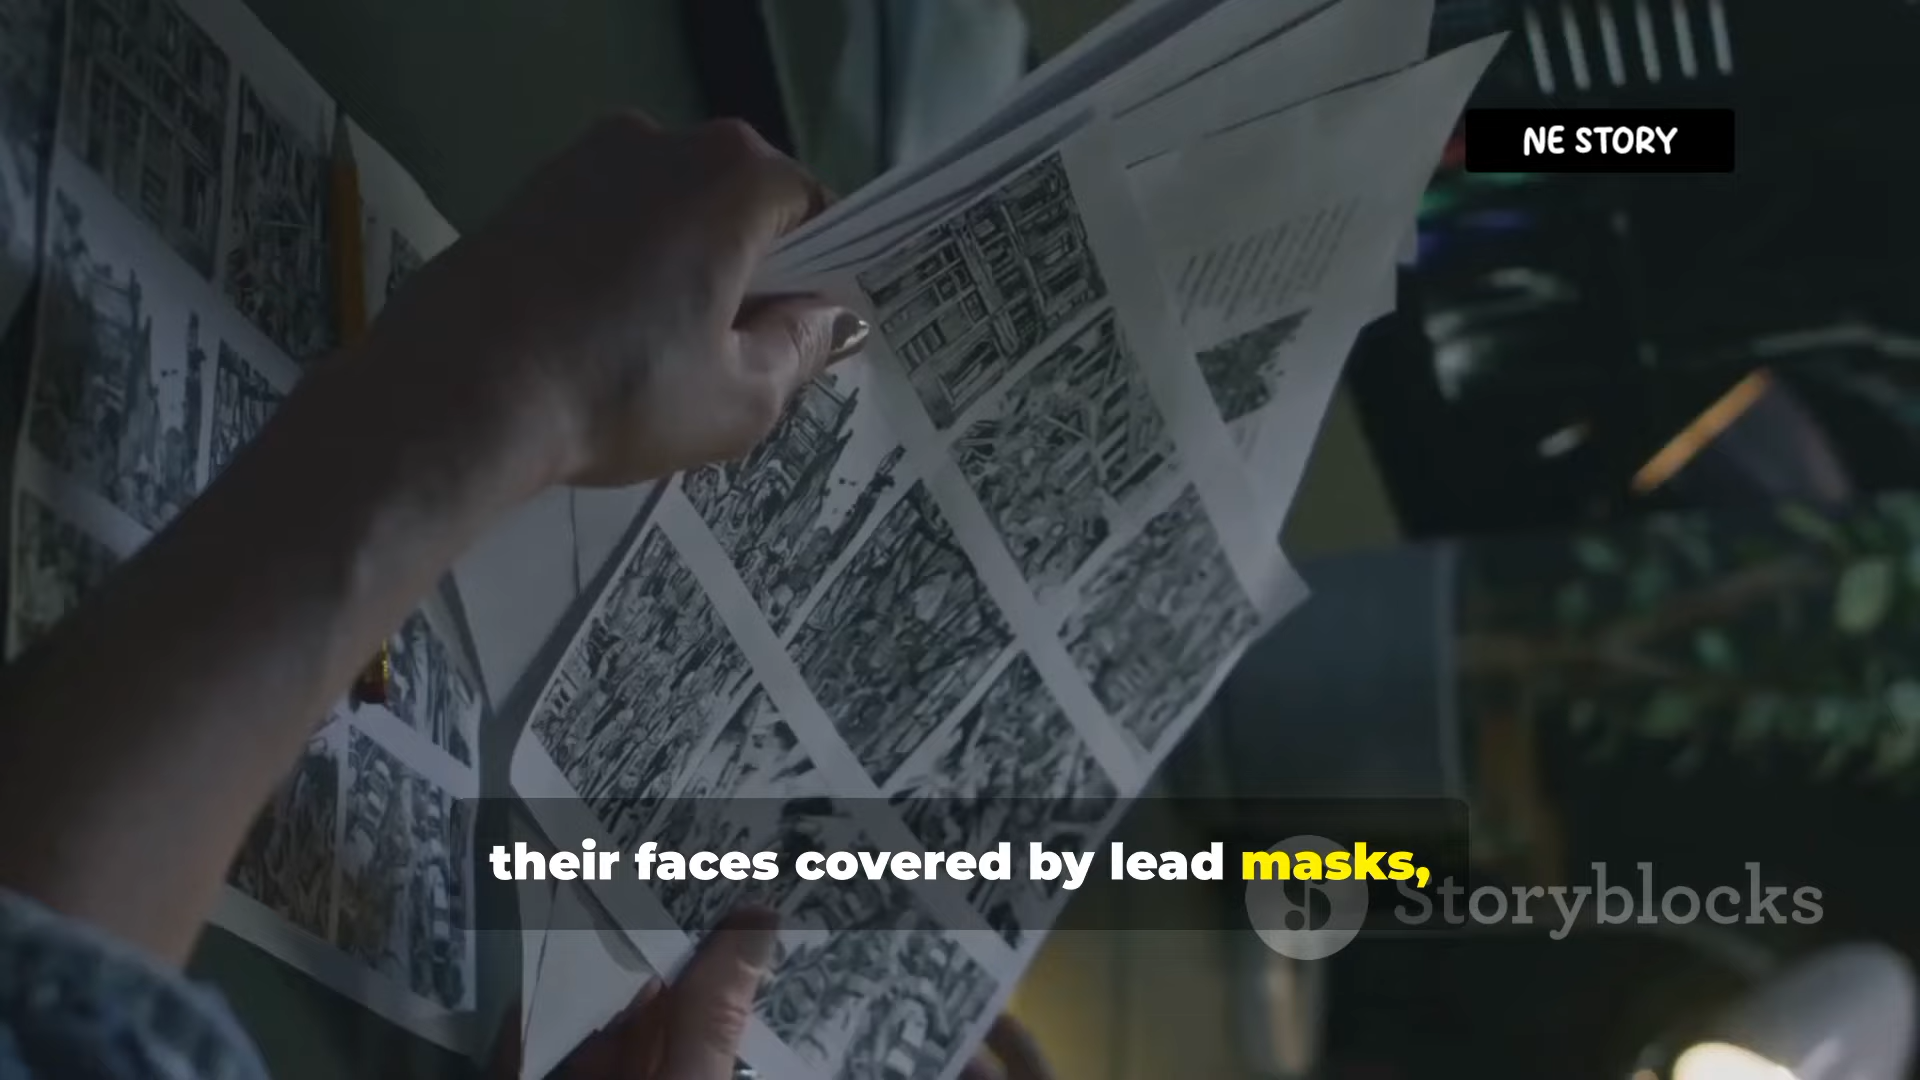 NE STORY
their faces covered by lead masks,
Storyblocks